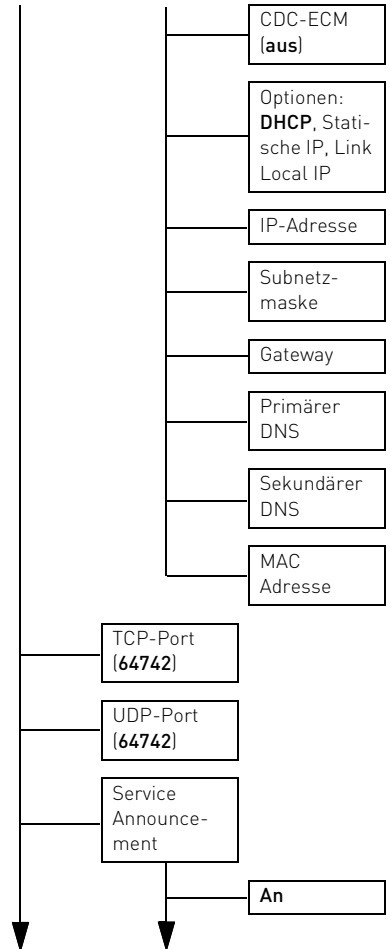 CDC-ECM
(aus)
Optionen:
DHCP, Stati-
sche IP, Link
Local IP
IP-Adresse
Subnetz-
maske
Gateway
Primärer
DNS
Sekundärer
DNS
MAC
Adresse
TCP-Port
(64742)
UDP-Port
(64742)
Service
Announce-
ment
An